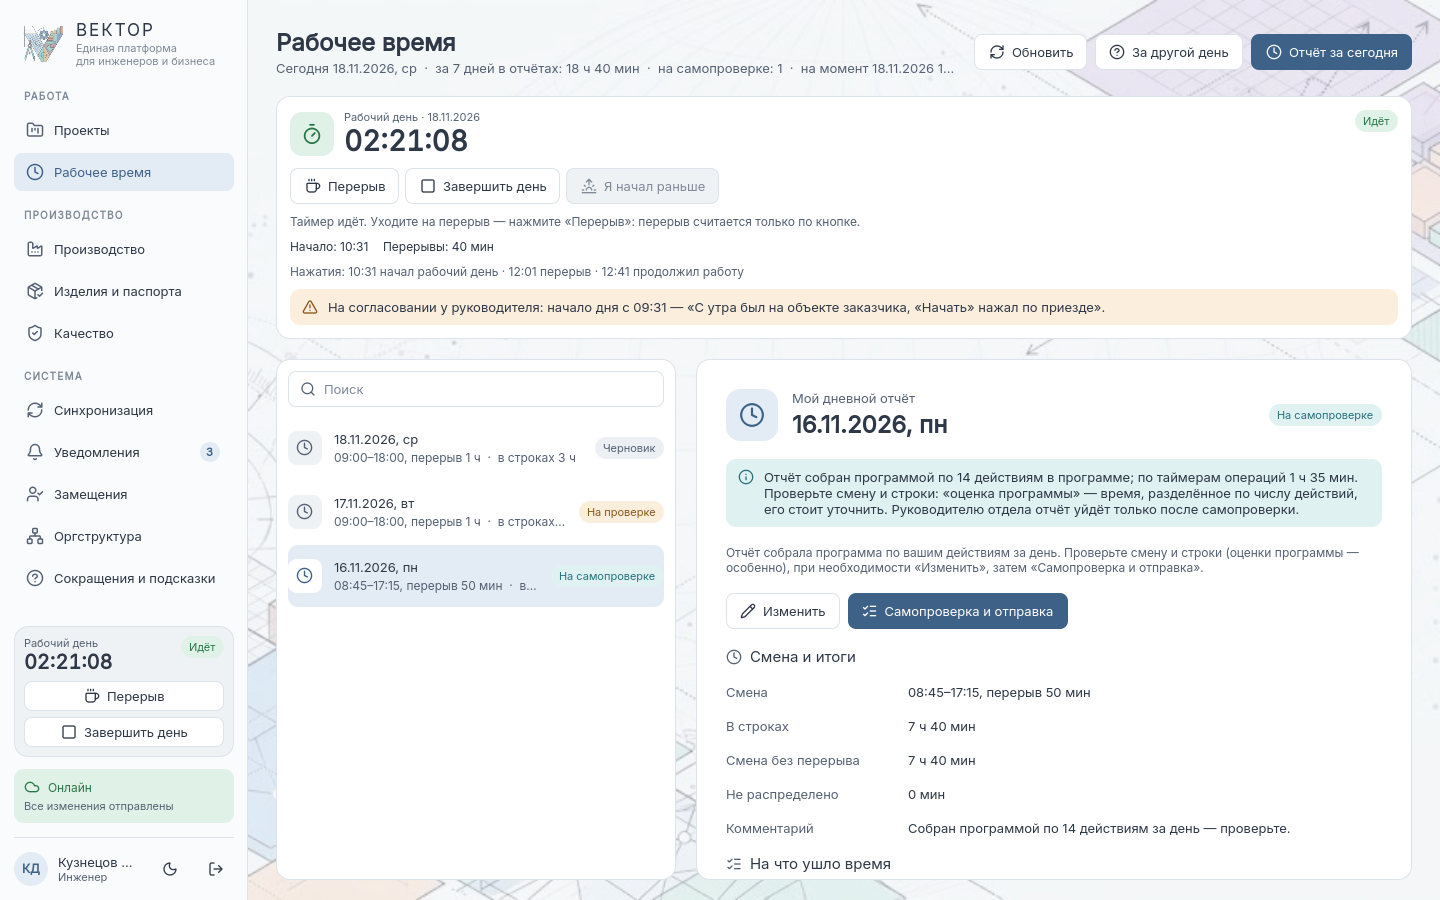 ВЕКТОР
Единая платформа
для инженеров и бизнеса
РАБОТА
Проекты
Рабочее время
ПРОИЗВОДСТВО
Производство
Изделия и паспорта
Качество
СИСТЕМА
Синхронизация
Уведомления
3
Замещения
Оргструктура
Сокращения и подсказки
Рабочий день
Идёт
02:21:08
Перерыв
Завершить день
Онлайн
Все изменения отправлены
КД
Кузнецов ...
Инженер
Рабочее время
Сегодня 18.11.2026, ср · за 7 дней в отчётах: 18 ч 40 мин · на самопроверке: 1 · на момент 18.11.2026 1...
Обновить
За другой день
Отчёт за сегодня
Рабочий день · 18.11.2026
02:21:08
Идёт
Перерыв
Завершить день
Я начал раньше
Таймер идёт. Уходите на перерыв — нажмите «Перерыв»: перерыв считается только по кнопке.
Начало: 10:31 Перерывы: 40 мин
Нажатия: 10:31 начал рабочий день · 12:01 перерыв · 12:41 продолжил работу
На согласовании у руководителя: начало дня с 09:31 — «С утра был на объекте заказчика, «Начать» нажал по приезде».
Поиск
18.11.2026, ср
09:00–18:00, перерыв 1 ч · в строках 3 ч
Черновик
17.11.2026, вт
09:00–18:00, перерыв 1 ч · в строках...
На проверке
16.11.2026, пн
08:45–17:15, перерыв 50 мин · в...
На самопроверке
Мой дневной отчёт
16.11.2026, пн
На самопроверке
Отчёт собран программой по 14 действиям в программе; по таймерам операций 1 ч 35 мин.
Проверьте смену и строки: «оценка программы» — время, разделённое по числу действий,
его стоит уточнить. Руководителю отдела отчёт уйдёт только после самопроверки.
Отчёт собрала программа по вашим действиям за день. Проверьте смену и строки (оценки программы —
особенно), при необходимости «Изменить», затем «Самопроверка и отправка».
Изменить
Самопроверка и отправка
Смена и итоги
Смена
08:45–17:15, перерыв 50 мин
В строках
7 ч 40 мин
Смена без перерыва
7 ч 40 мин
Не распределено
0 мин
Комментарий
Собран программой по 14 действиям за день — проверьте.
На что ушло время